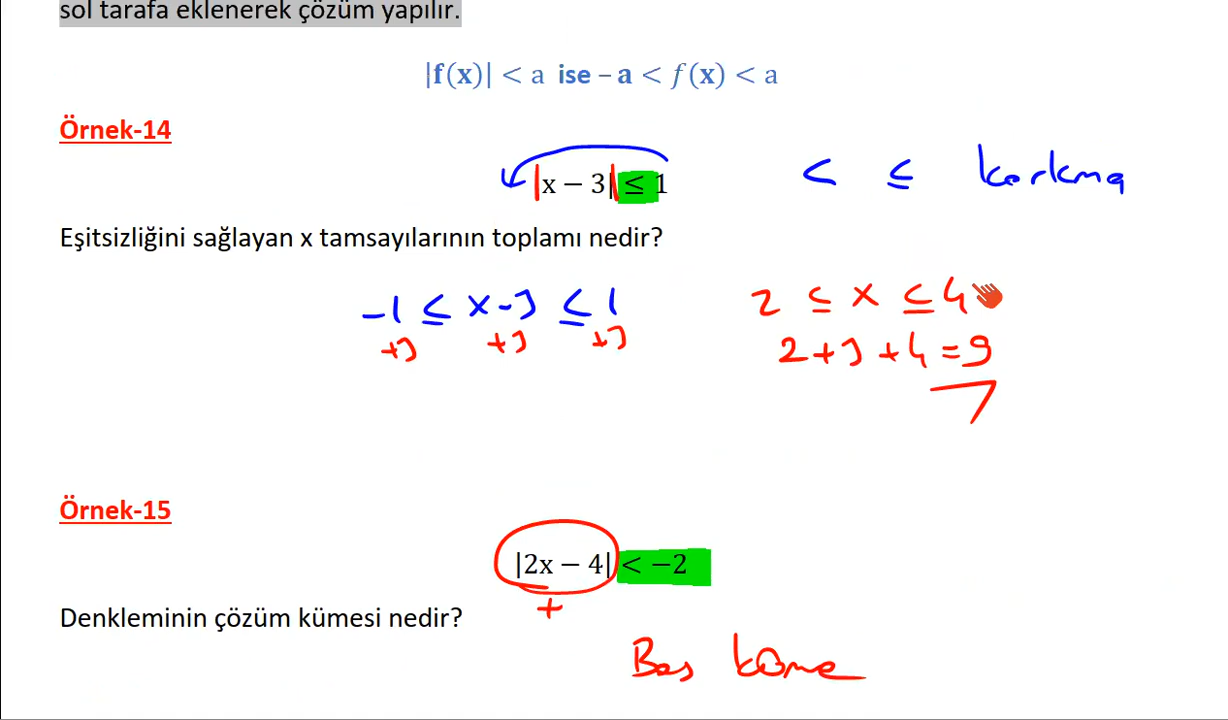 sol tarafa eklenerek çözüm yapılır.
|f(x)| < a ise – a < f(x) < a
Örnek-14
|x − 3| ≤ 1
< ≤ korkma
Eşitsizliğini sağlayan x tamsayılarının toplamı nedir?
-1 ≤ x-3 ≤ 1
+3 +3 +3
2 ≤ x ≤ 4
2+3+4=9
Örnek-15
|2x − 4| < −2
+
Denkleminin çözüm kümesi nedir?
Boş küme